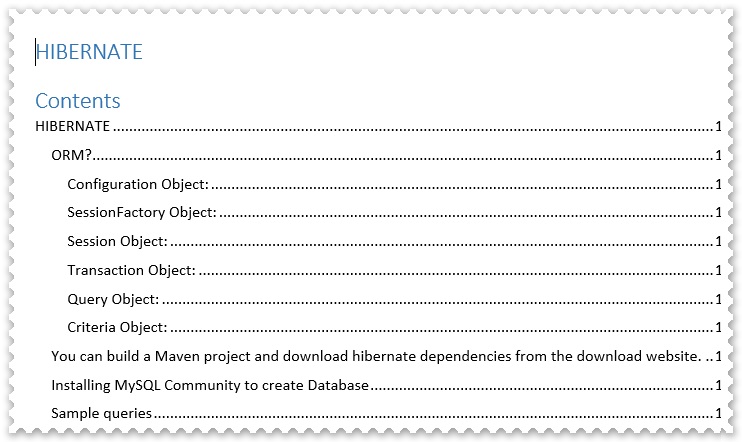 HIBERNATE
Contents
HIBERNATE ........................................................................................................................................................1
ORM?............................................................................................................................................................1
Configuration Object: ..............................................................................................................................1
SessionFactory Object: ............................................................................................................................1
Session Object: ........................................................................................................................................1
Transaction Object: .................................................................................................................................1
Query Object: ..........................................................................................................................................1
Criteria Object: ........................................................................................................................................1
You can build a Maven project and download hibernate dependencies from the download website. ..1
Installing MySQL Community to create Database......................................................................................1
Sample queries.............................................................................................................................................1